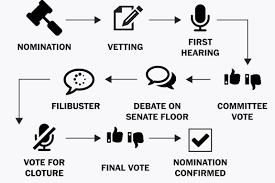 NOMINATION
VETTING
FIRST
HEARING
COMMITTEE
VOTE
DEBATE ON
SENATE FLOOR
FILIBUSTER
VOTE FOR
CLOTURE
FINAL VOTE
NOMINATION
CONFIRMED